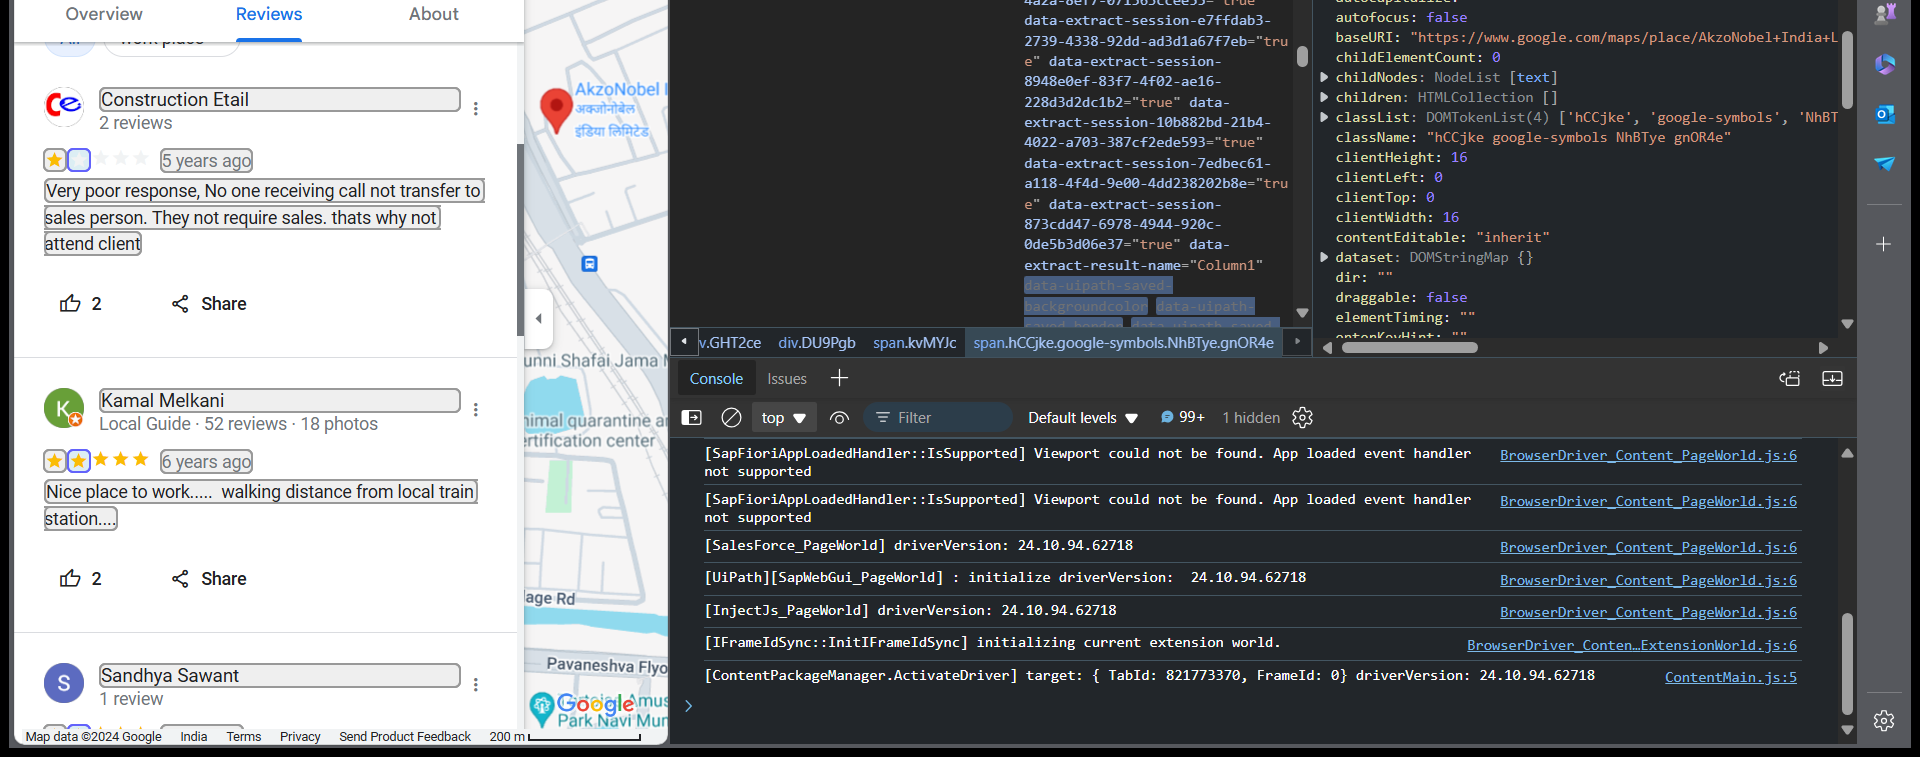 Overview
Reviews
About
Construction Etail
2 reviews
5 years ago
Very poor response, No one receiving call not transfer to
sales person. They not require sales. thats why not
attend client
2
Share
Kamal Melkani
Local Guide · 52 reviews · 18 photos
6 years ago
Nice place to work.....  walking distance from local train
station....
2
Share
Sandhya Sawant
1 review
AkzoNobel I
अक्जोनोबेल
इंडिया लिमिटेड
unni Shafai Jama M
nimal quarantine a
ertification center
age Rd
Pavaneshva Flyo
Google
Amus
Park Navi Mum
Map data ©2024 Google
India
Terms
Privacy
Send Product Feedback
200 m
data-extract-session-e7ffdab3-
2739-4338-92dd-ad3d1a67f7eb="tru
e" data-extract-session-
8948e0ef-83f7-4f02-ae16-
228d3d2dc1b2="true" data-
extract-session-10b882bd-21b4-
4022-a703-387cf2ede593="true"
data-extract-session-7edbec61-
a118-4f4d-9e00-4dd238202b8e="tru
e" data-extract-session-
873cdd47-6978-4944-920c-
0de5b3d06e37="true" data-
extract-result-name="Column1"
data-uipath-saved-
backgroundcolor data-uipath-
autofocus: false
baseURI: "https://www.google.com/maps/place/AkzoNobel+India+L
childElementCount: 0
childNodes: NodeList [text]
children: HTMLCollection []
classList: DOMTokenList(4) ['hCCjke', 'google-symbols', 'NhBT
className: "hCCjke google-symbols NhBTye gnOR4e"
clientHeight: 16
clientLeft: 0
clientTop: 0
clientWidth: 16
contentEditable: "inherit"
dataset: DOMStringMap {}
dir: ""
draggable: false
elementTiming: ""
enterKeyHint: ""
v.GHT2ce
div.DU9Pgb
span.kvMYJc
span.hCCjke.google-symbols.NhBTye.gnOR4e
Console
Issues
top
Filter
Default levels
99+
1 hidden
[SapFioriAppLoadedHandler::IsSupported] Viewport could not be found. App loaded event handler
not supported
BrowserDriver_Content_PageWorld.js:6
[SapFioriAppLoadedHandler::IsSupported] Viewport could not be found. App loaded event handler
not supported
BrowserDriver_Content_PageWorld.js:6
[SalesForce_PageWorld] driverVersion: 24.10.94.62718
BrowserDriver_Content_PageWorld.js:6
[UiPath][SapWebGui_PageWorld] : initialize driverVersion:  24.10.94.62718
BrowserDriver_Content_PageWorld.js:6
[InjectJs_PageWorld] driverVersion: 24.10.94.62718
BrowserDriver_Content_PageWorld.js:6
[IFrameIdSync::InitIFrameIdSync] initializing current extension world.
BrowserDriver_Conten…ExtensionWorld.js:6
[ContentPackageManager.ActivateDriver] target: { TabId: 821773370, FrameId: 0} driverVersion: 24.10.94.62718
ContentMain.js:5